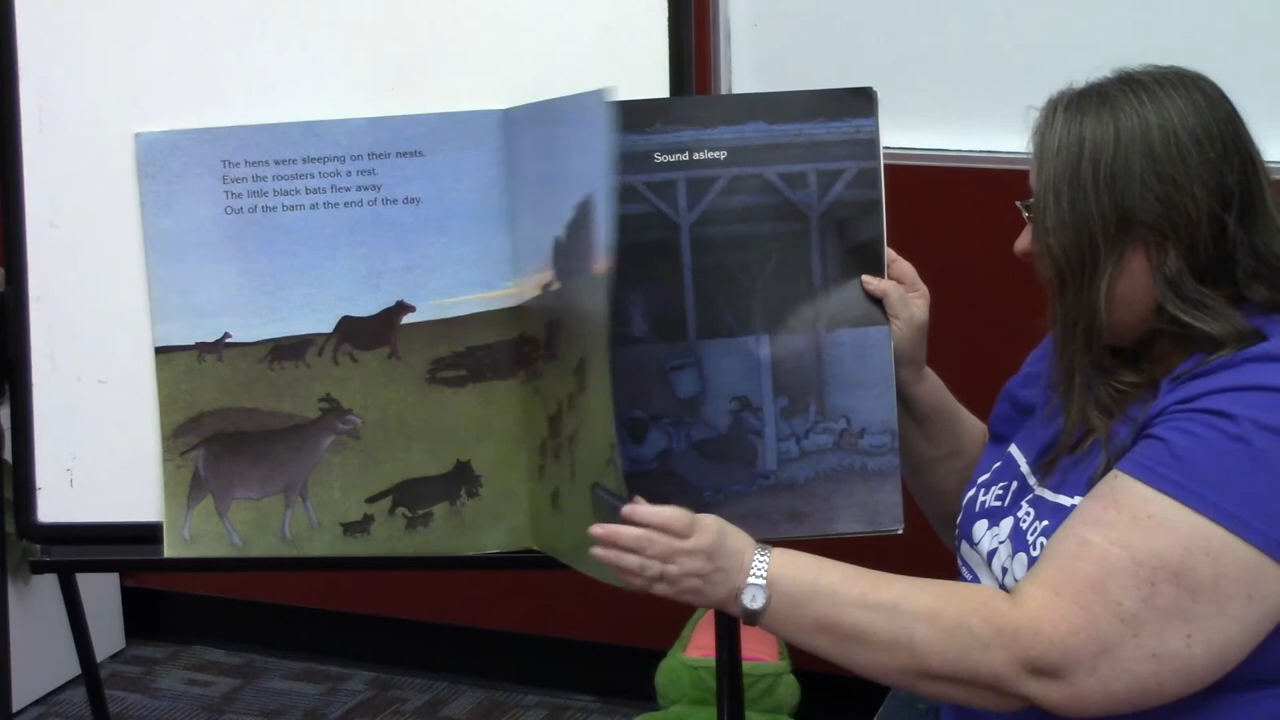 The hens were sleeping on their nests.
Even the roosters took a rest.
The little black bats flew away
Out of the barn at the end of the day.
Sound asleep